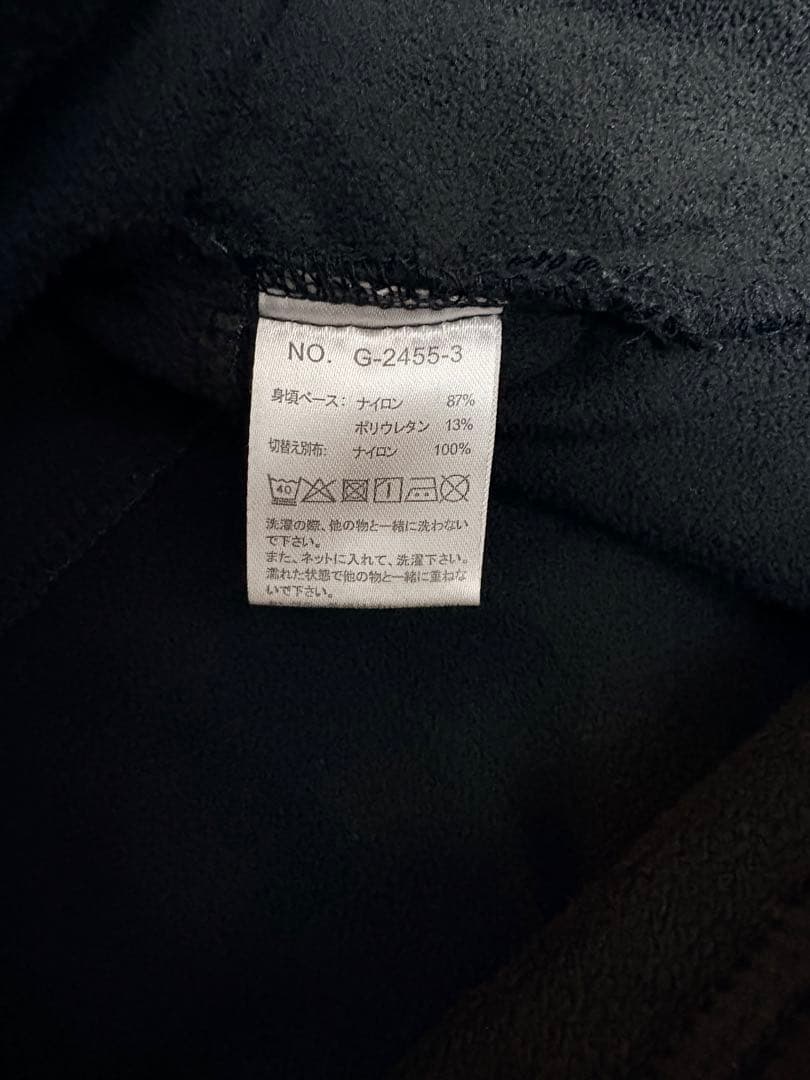 NO. G-2455-3
身頃ベース: ナイロン 87%
ポリウレタン 13%
切替え別布: ナイロン 100%
40
洗濯の際、他の物と一緒に洗わない
で下さい。
また、ネットに入れて、洗濯下さい。
濡れた状態で他の物と一緒に重ねな
いで下さい。